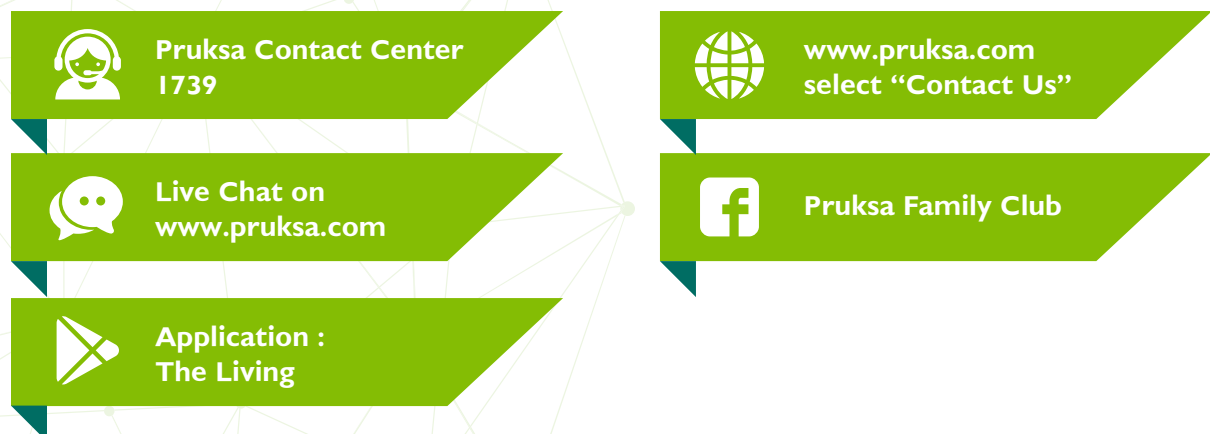 Pruksa Contact Center
1739
www.pruksa.com
select “Contact Us”
Live Chat on
www.pruksa.com
Pruksa Family Club
Application :
The Living